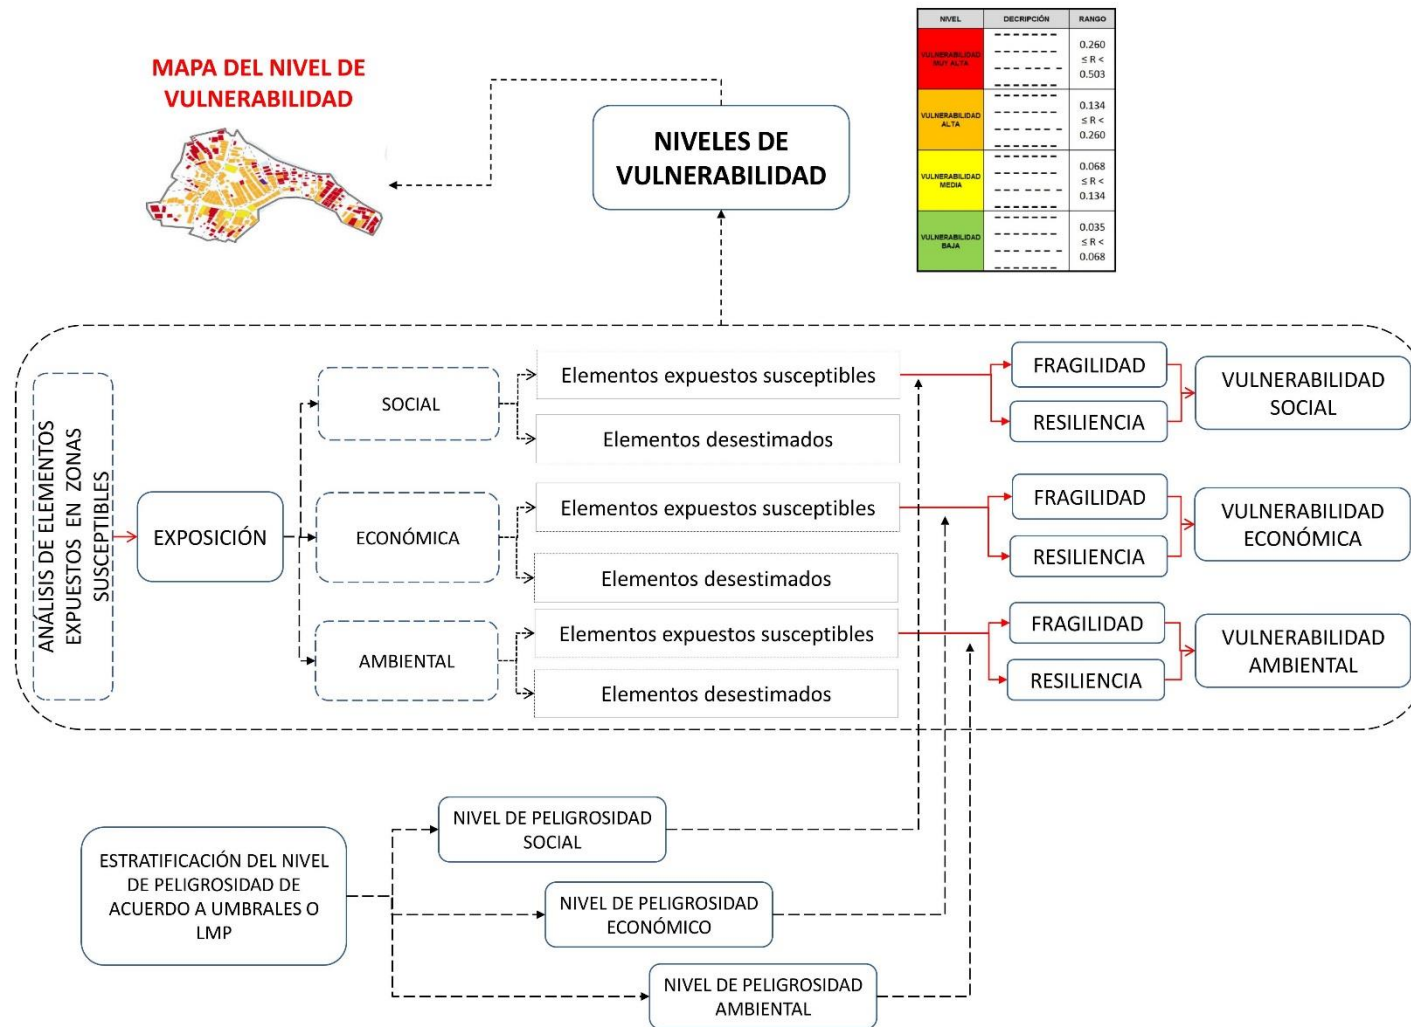 MAPA DEL NIVEL DE
VULNERABILIDAD
NIVELES DE
VULNERABILIDAD
NIVEL DECRIPCIÓN RANGO
VULNERABILIDAD
MUY ALTA
0.260
≤ R <
0.503
VULNERABILIDAD
ALTA
0.134
≤ R <
0.260
VULNERABILIDAD
MEDIA
0.068
≤ R <
0.134
VULNERABILIDAD
BAJA
0.035
≤ R <
0.068
ANÁLISIS DE ELEMENTOS
EXPUESTOS EN ZONAS
SUSCEPTIBLES
EXPOSICIÓN
SOCIAL
Elementos expuestos susceptibles
Elementos desestimados
FRAGILIDAD
RESILIENCIA
VULNERABILIDAD
SOCIAL
ECONÓMICA
Elementos expuestos susceptibles
Elementos desestimados
FRAGILIDAD
RESILIENCIA
VULNERABILIDAD
ECONÓMICA
AMBIENTAL
Elementos expuestos susceptibles
Elementos desestimados
FRAGILIDAD
RESILIENCIA
VULNERABILIDAD
AMBIENTAL
ESTRATIFICACIÓN DEL NIVEL
DE PELIGROSIDAD DE
ACUERDO A UMBRALES O
LMP
NIVEL DE PELIGROSIDAD
SOCIAL
NIVEL DE PELIGROSIDAD
ECONÓMICO
NIVEL DE PELIGROSIDAD
AMBIENTAL